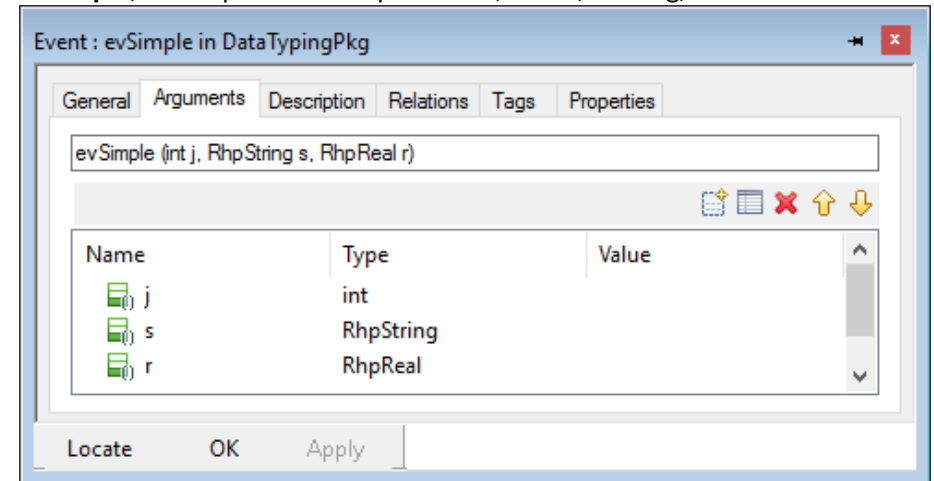 Event : evSimple in DataTypingPkg
General Arguments Description Relations Tags Properties
evSimple (int j, RhpString s, RhpReal r)
Name Type Value
j int
s RhpString
r RhpReal
Locate OK Apply